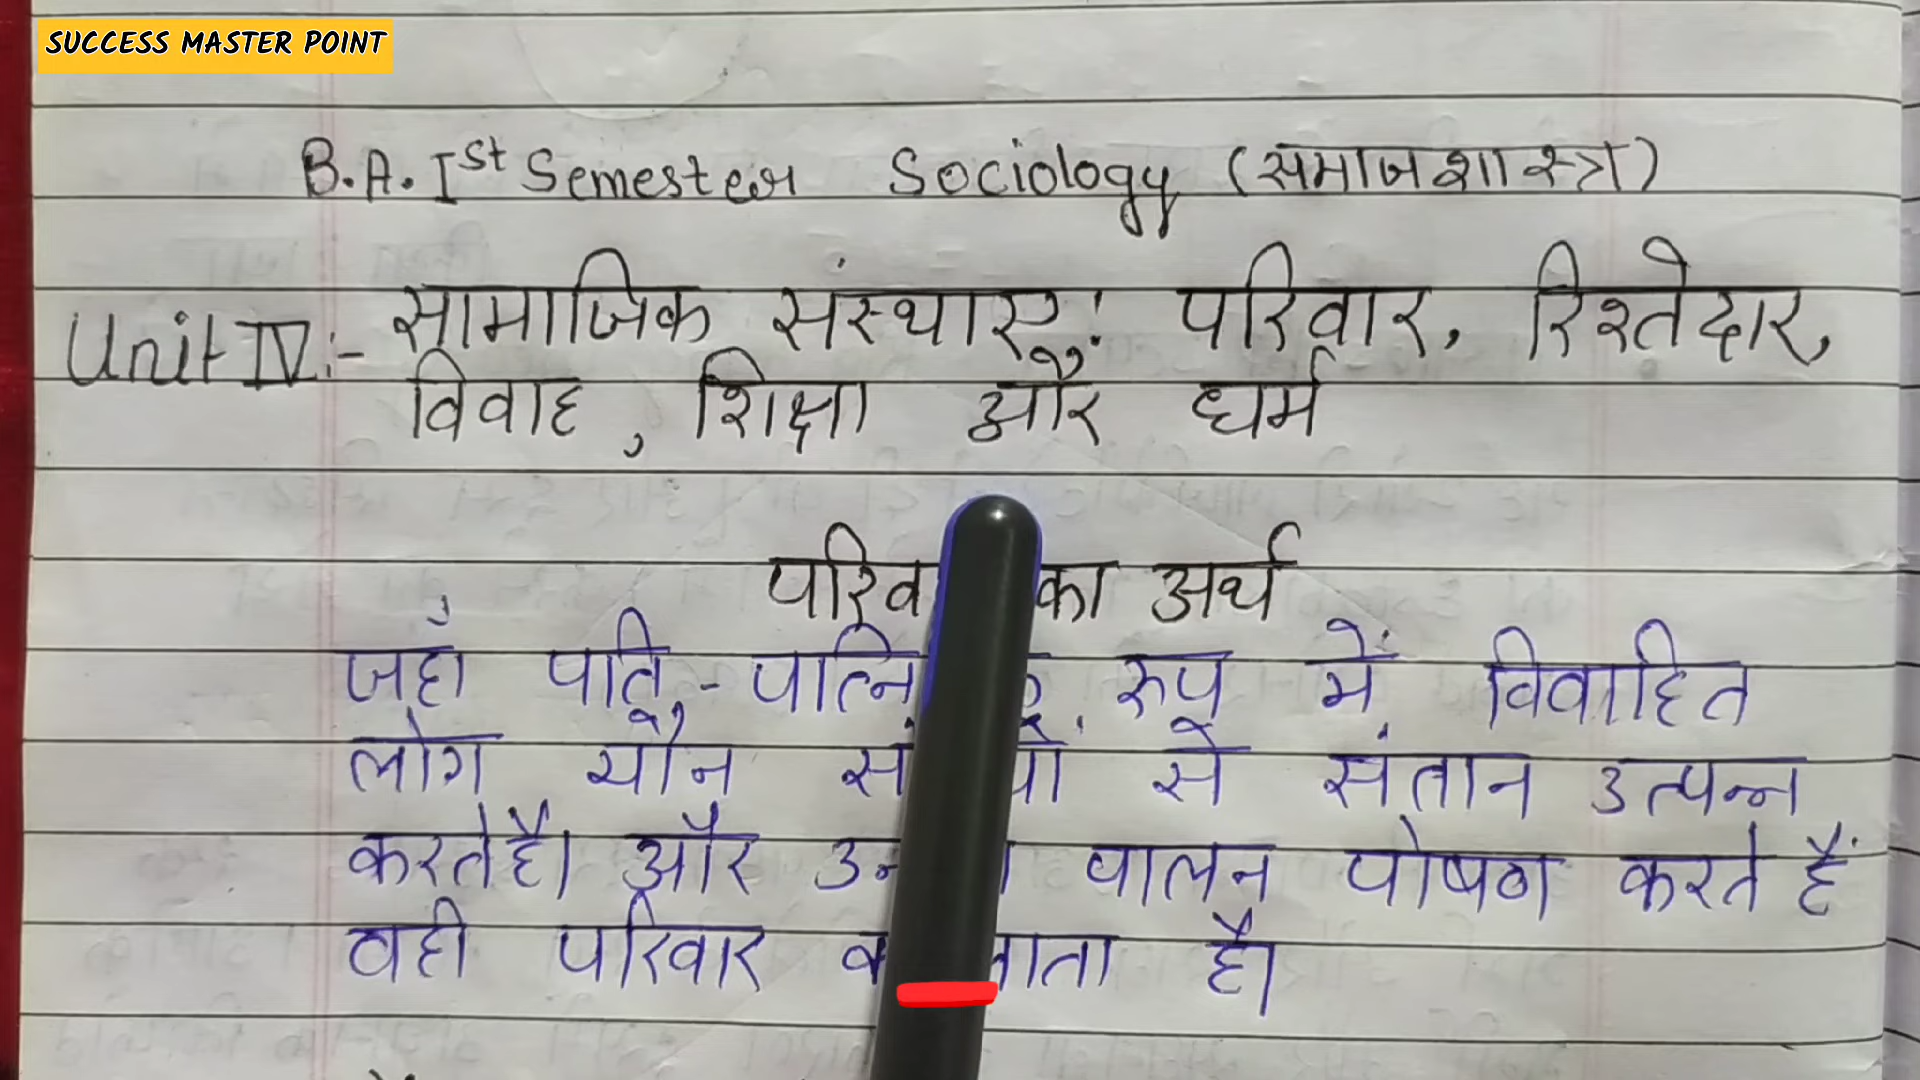 SUCCESS MASTER POINT
B.A. Ist Semester Sociology (समाजशास्त्र)
Unit IV:- सामाजिक संस्थाएँ: परिवार, रिश्तेदार,
विवाह, शिक्षा और धर्म
का अर्थ
जहाँ पति-पत्नि रुप में विवाहित
लोग यौन से संतान उत्पन्न
करते है। और पालन पोषण करते हैं
वही परिवार है।